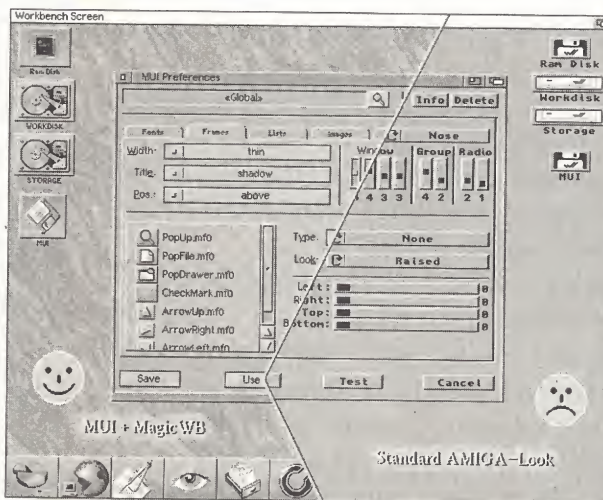 Workbench Screen
Ram Disk
WORKDISK
STORAGE
MUI
MUI Preferences
«Global»
Info Delete
Fonts Frames Lists Images
None
Width: thin
Title: shadow
Pos.: above
Window Group Radio
4 3 3 4 2 2 1
PopUp.mf0
PopFile.mf0
PopDrawer.mf0
CheckMark.mf0
ArrowUp.mf0
ArrowRight.mf0
ArrowLeft.mf0
Type: None
Look: Raised
Left: 0
Right: 0
Top: 0
Bottom: 0
Save Use Test Cancel
Ram Disk
Workdisk
Storage
MUI
MUI + MagicWB
Standard AMIGA-Look